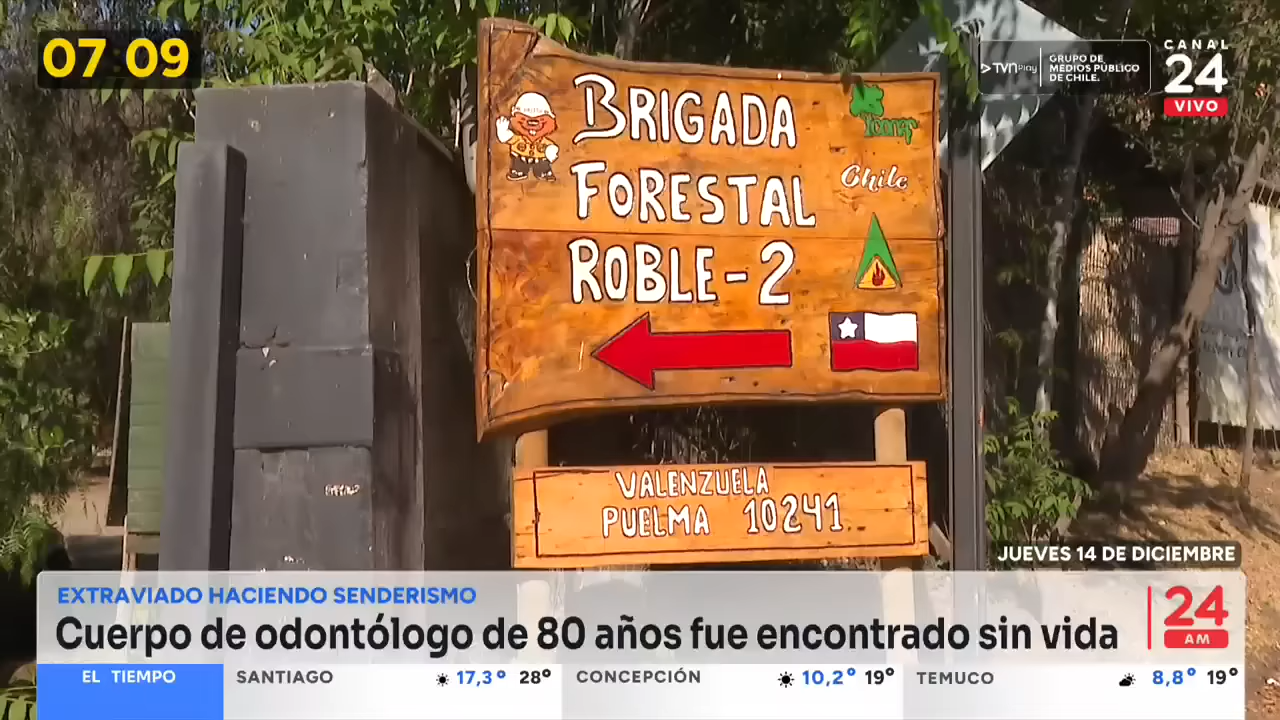 07 09
TVN Play
GRUPO DE
MEDIOS PÚBLICO
DE CHILE.
CANAL
24
VIVO
BRIGADA
FORESTAL
ROBLE-2
Chile
VALENZUELA
PUELMA 10241
JUEVES 14 DE DICIEMBRE
EXTRAVIADO HACIENDO SENDERISMO
Cuerpo de odontólogo de 80 años fue encontrado sin vida
24
AM
EL TIEMPO
SANTIAGO 17,3° 28°
CONCEPCIÓN 10,2° 19°
TEMUCO 8,8° 19°